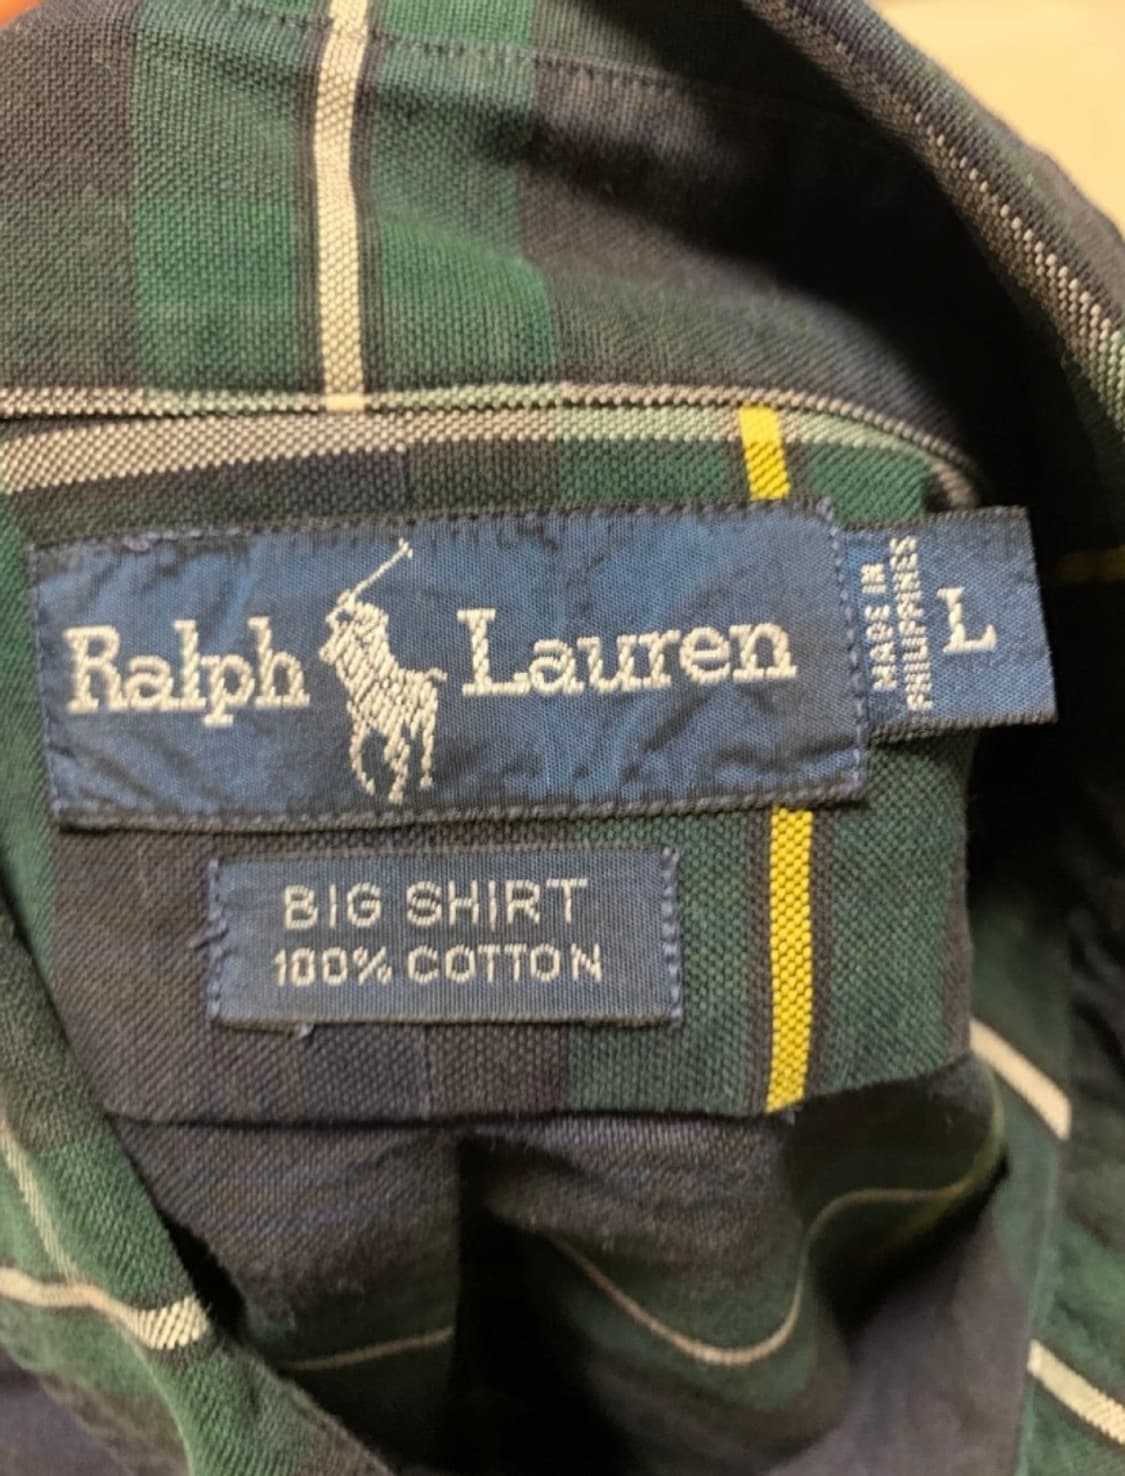 Ralph Lauren
MADE IN
PHILIPPINES
L
BIG SHIRT
100% COTTON